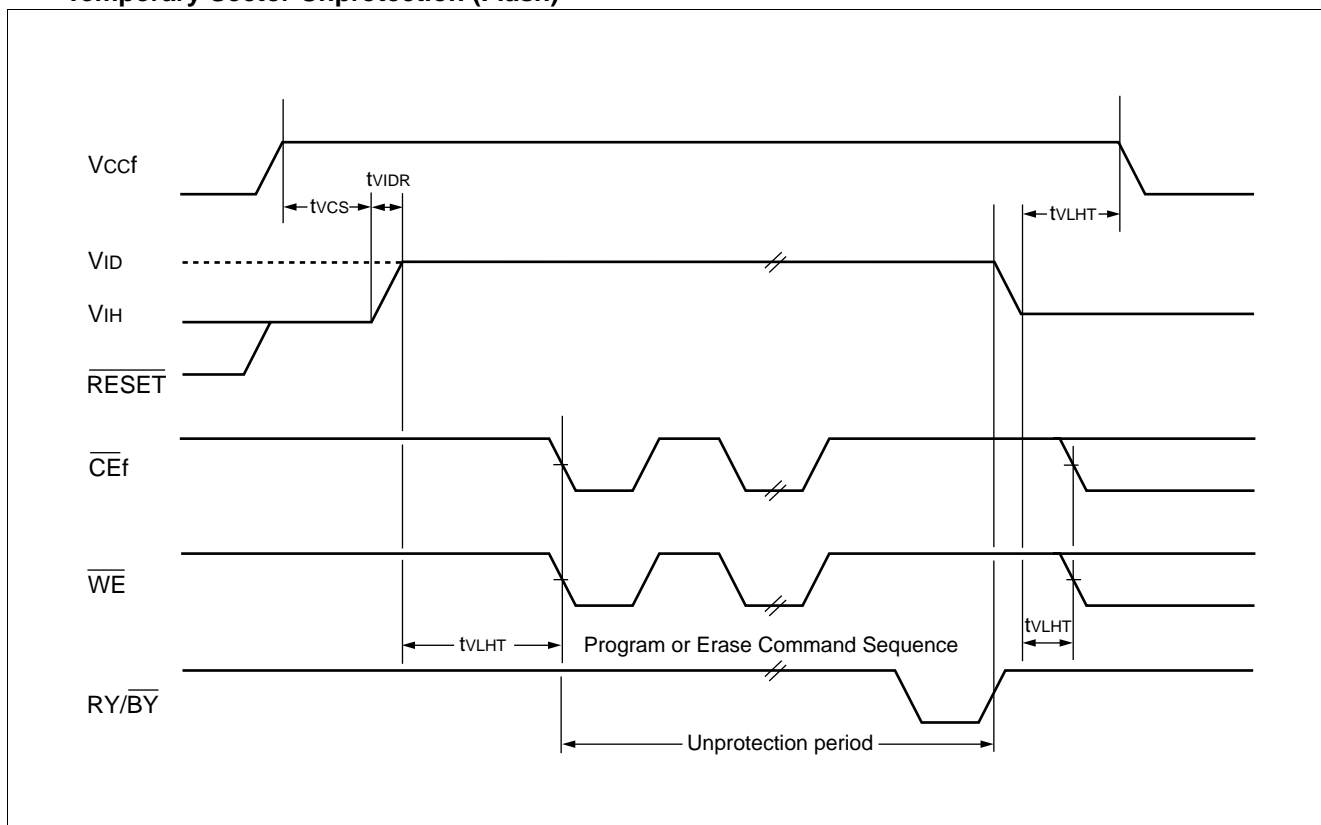 Temporary Sector Unprotection (Flash)
VCCf
tVIDR
tVCS
tVLHT
VID
VIH
RESET
CEf
WE
tVLHT
Program or Erase Command Sequence
tVLHT
RY/BY
Unprotection period